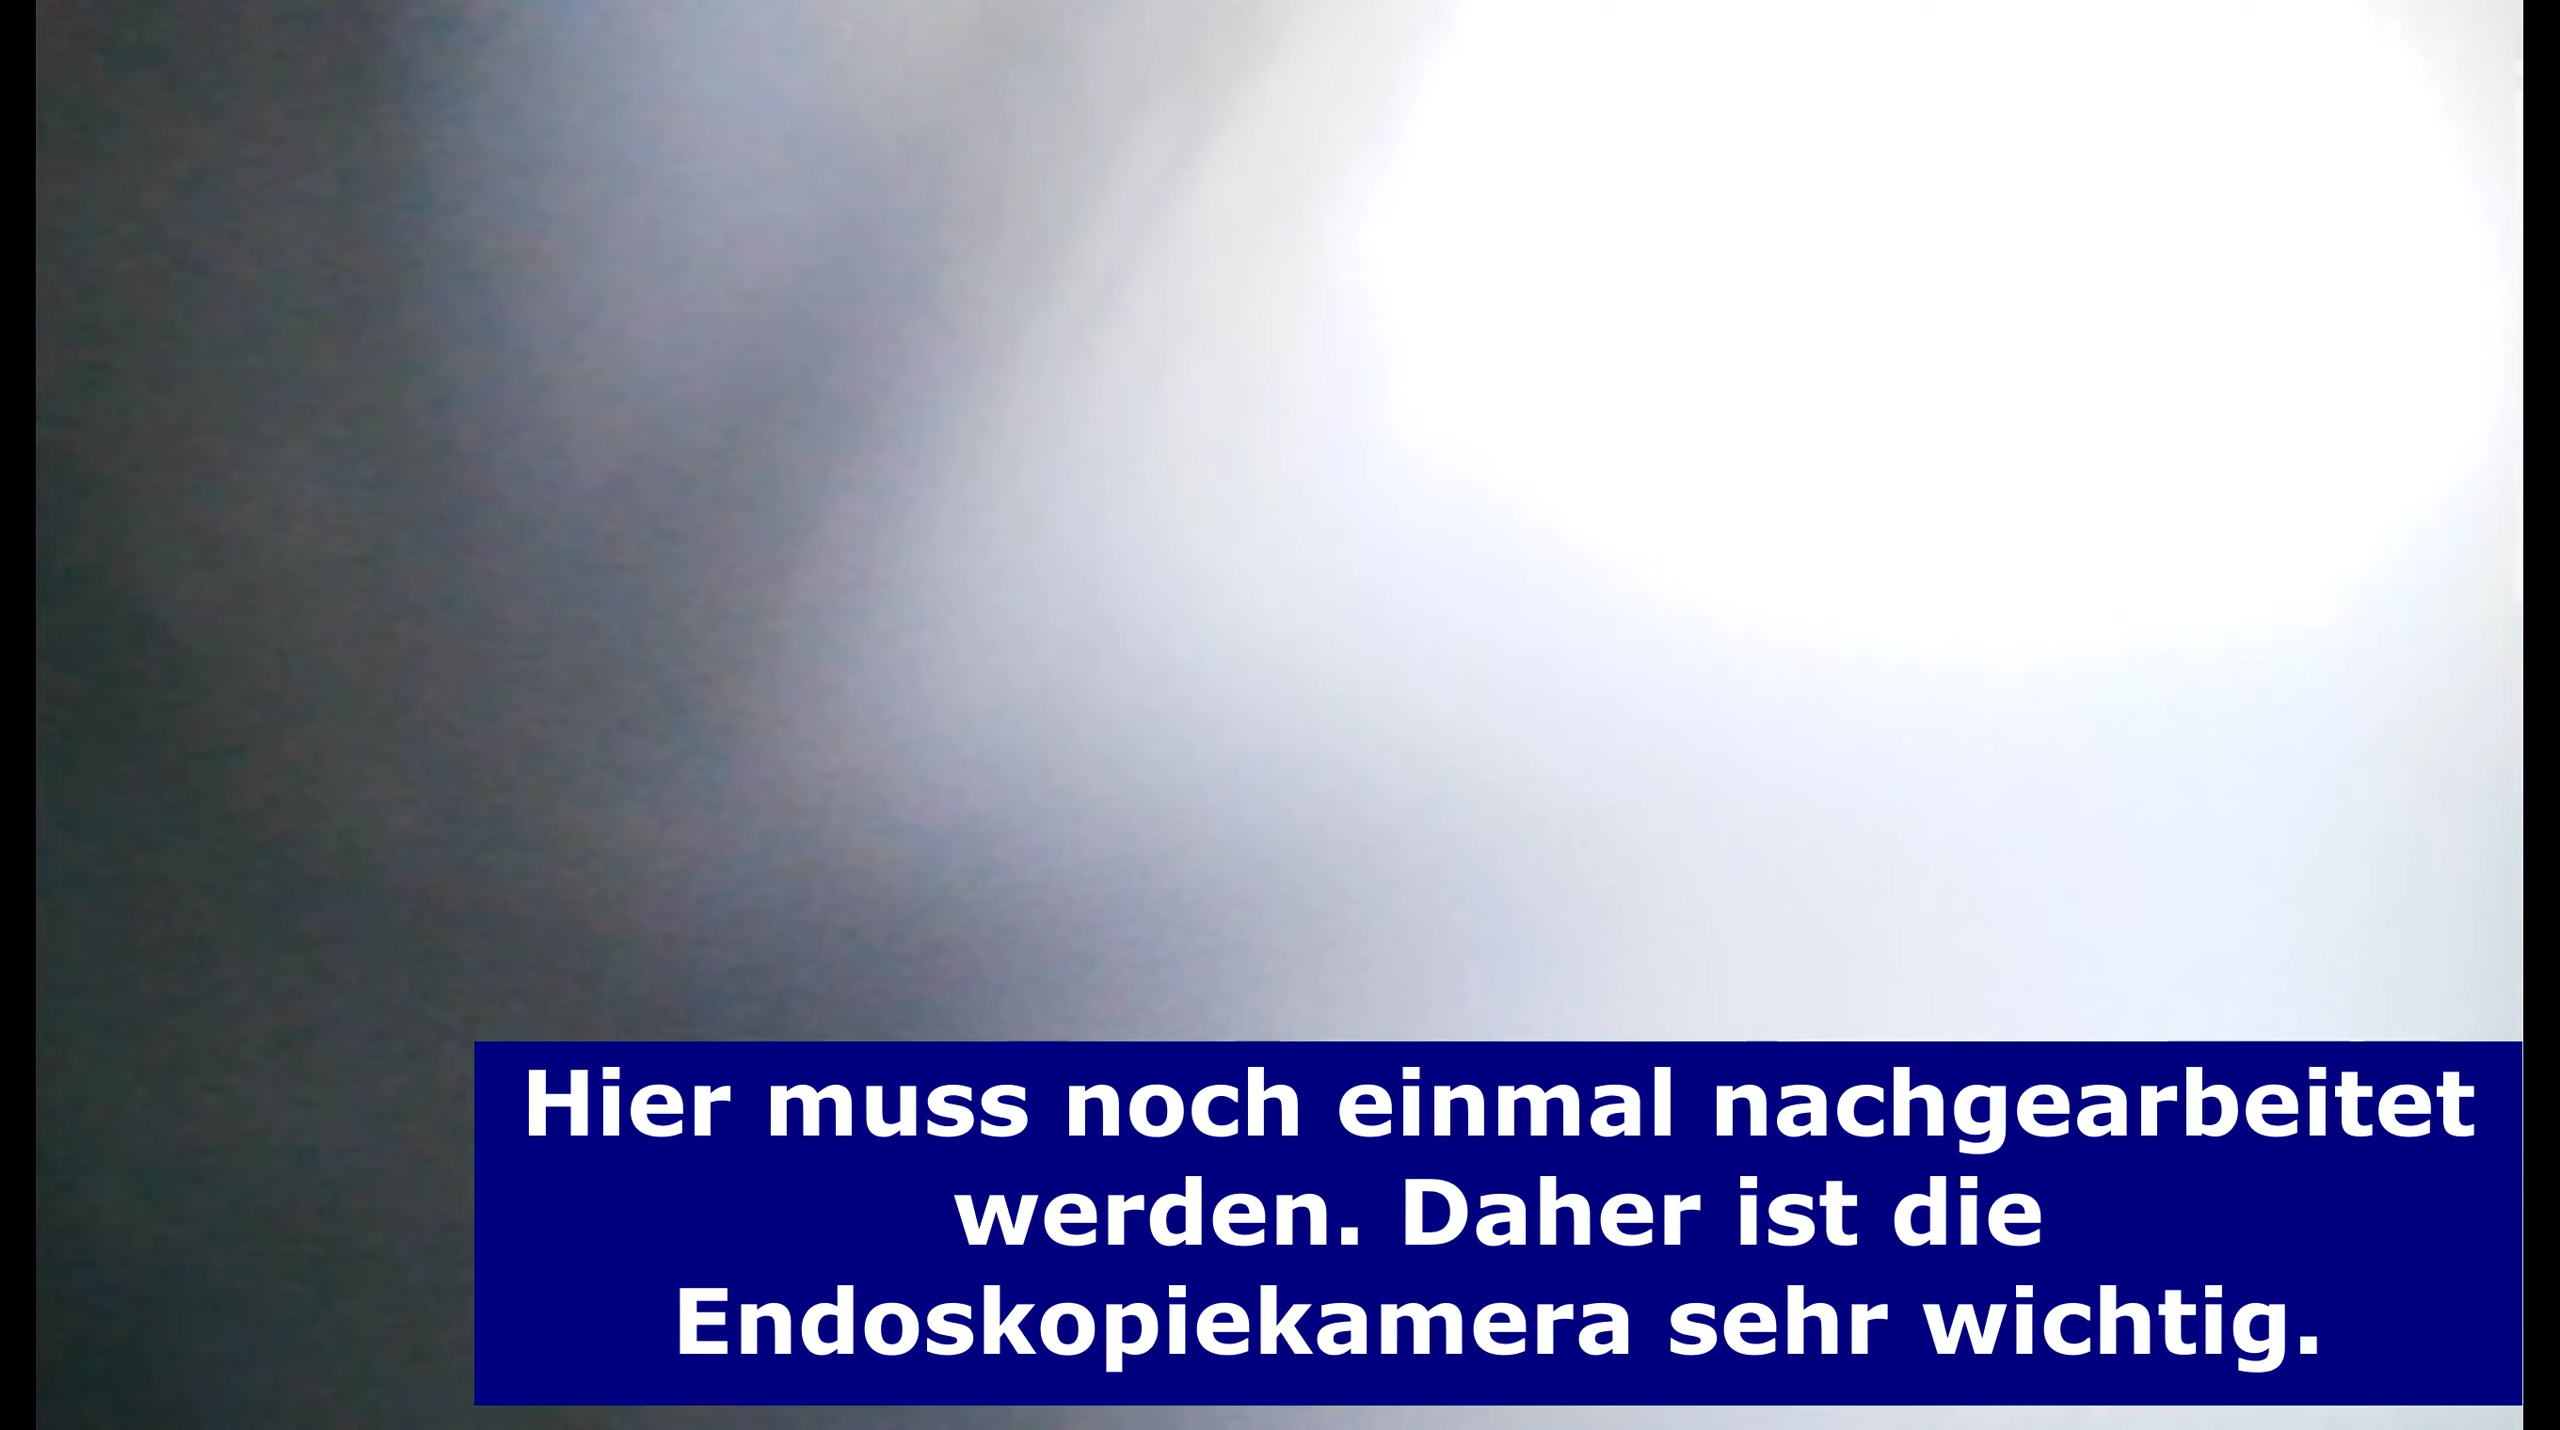 Hier muss noch einmal nachgearbeitet
werden. Daher ist die
Endoskopiekamera sehr wichtig.